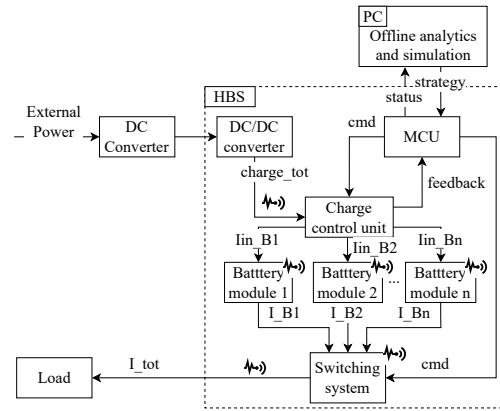 PC
Offline analytics
and simulation
strategy
status
HBS
External
Power
DC
Converter
DC/DC
converter
cmd
MCU
charge_tot
feedback
Charge
control unit
Iin_B1
Iin_B2
Iin_Bn
Batttery
module 1
Batttery
module 2
...
Batttery
module n
I_B1
I_B2
I_Bn
Load
I_tot
Switching
system
cmd